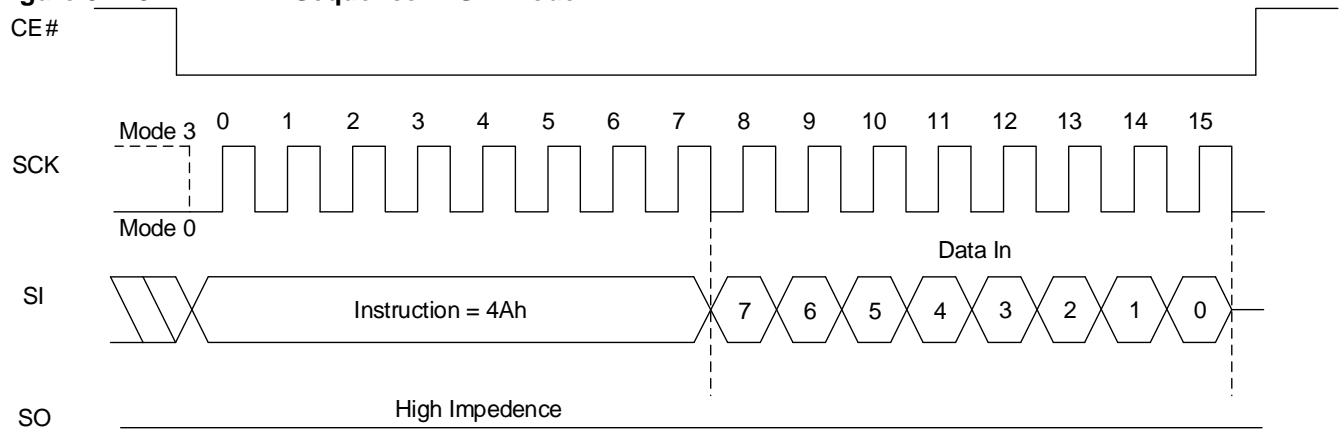 CE#
Mode 3 0 1 2 3 4 5 6 7 8 9 10 11 12 13 14 15
SCK
Mode 0
Data In
SI Instruction = 4Ah 7 6 5 4 3 2 1 0
High Impedence
SO